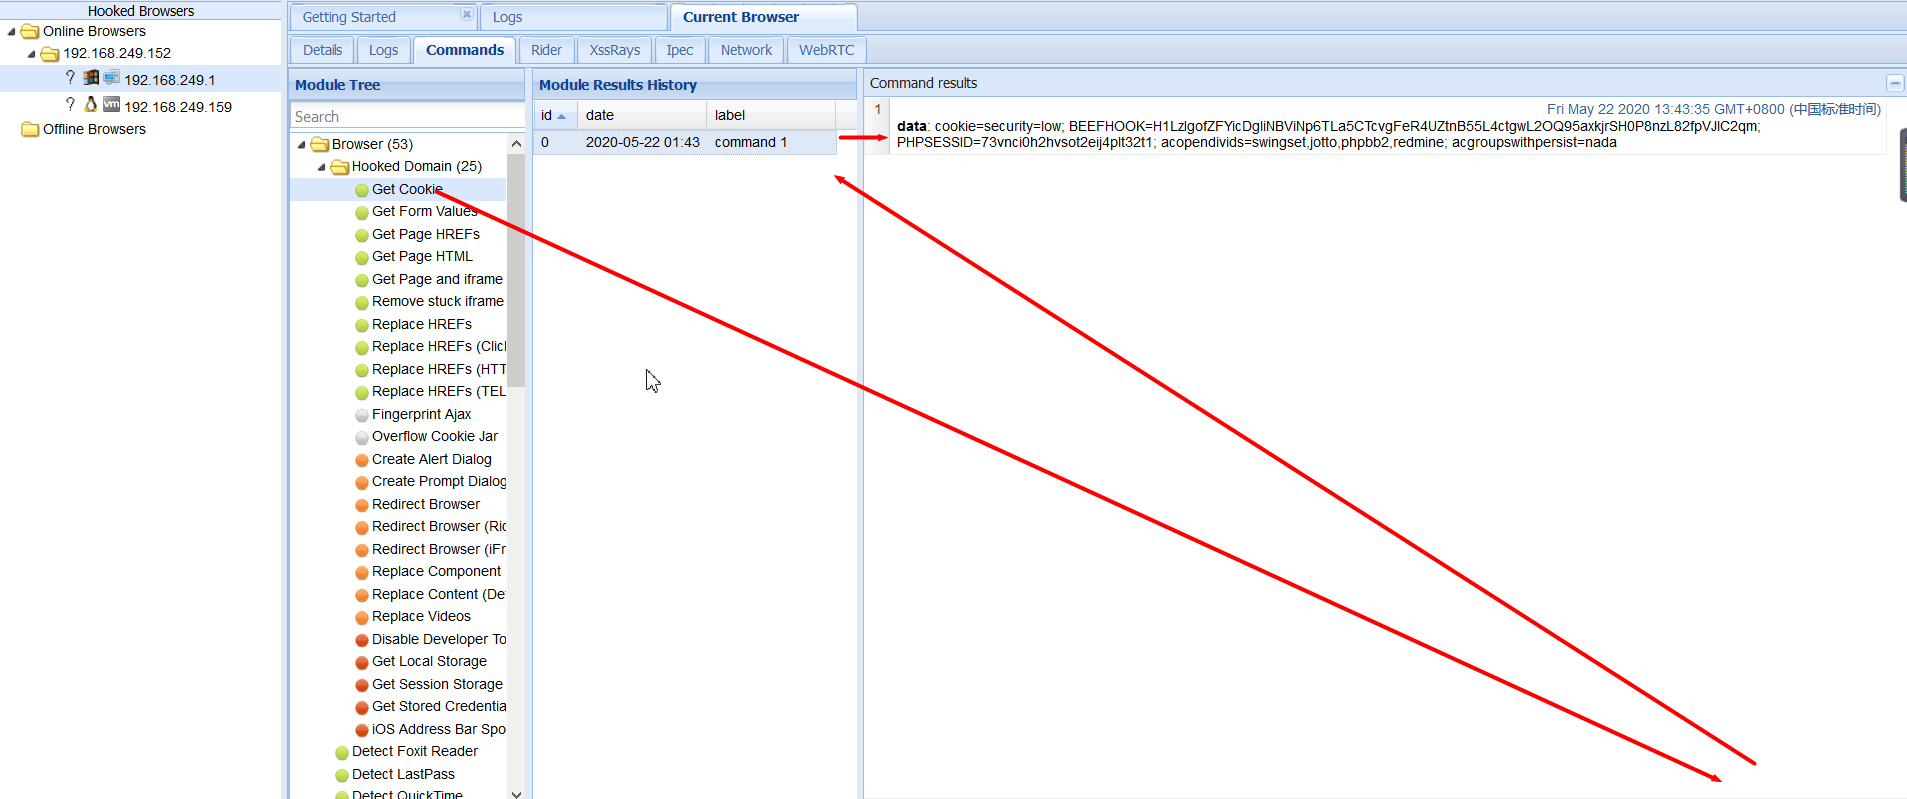 Hooked Browsers
Online Browsers
192.168.249.152
? 192.168.249.1
? vm 192.168.249.159
Offline Browsers
Getting Started
Logs
Current Browser
Details
Logs
Commands
Rider
XssRays
Ipec
Network
WebRTC
Module Tree
Search
Browser (53)
Hooked Domain (25)
Get Cookie
Get Form Values
Get Page HREFs
Get Page HTML
Get Page and iframe
Remove stuck iframe
Replace HREFs
Replace HREFs (Clic
Replace HREFs (HTT
Replace HREFs (TEL
Fingerprint Ajax
Overflow Cookie Jar
Create Alert Dialog
Create Prompt Dialog
Redirect Browser
Redirect Browser (Ric
Redirect Browser (iFr
Replace Component
Replace Content (De
Replace Videos
Disable Developer To
Get Local Storage
Get Session Storage
Get Stored Credentia
iOS Address Bar Spo
Detect Foxit Reader
Detect LastPass
Detect QuickTime
Module Results History
id date label
0 2020-05-22 01:43 command 1
Command results
1
Fri May 22 2020 13:43:35 GMT+0800 (中国标准时间)
data: cookie=security=low; BEEFHOOK=H1LzlgofZFYicDgliNBViNp6TLa5CTcvgFeR4UZtnB55L4ctgwL2OQ95axkjrSH0P8nzL82fpVJlC2qm;
PHPSESSID=73vnci0h2hvsot2eij4plt32t1; acopendivids=swingset,jotto,phpbb2,redmine; acgroupswithpersist=nada